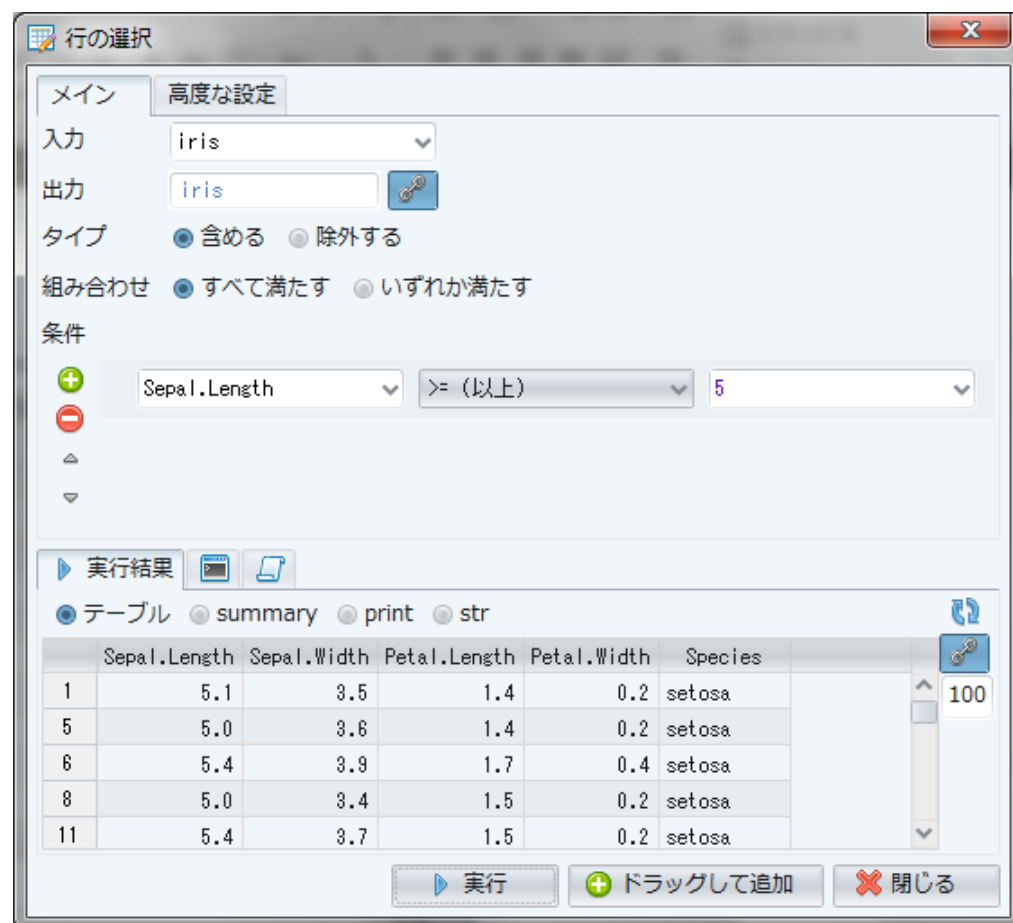 行の選択
メイン 高度な設定
入力 iris
出力 iris
タイプ 含める 除外する
組み合わせ すべて満たす いずれか満たす
条件
Sepal.Length >= (以上) 5
実行結果
テーブル summary print str
Sepal.Length Sepal.Width Petal.Length Petal.Width Species
100
1 5.1 3.5 1.4 0.2 setosa
5 5.0 3.6 1.4 0.2 setosa
6 5.4 3.9 1.7 0.4 setosa
8 5.0 3.4 1.5 0.2 setosa
11 5.4 3.7 1.5 0.2 setosa
実行 ドラッグして追加 閉じる